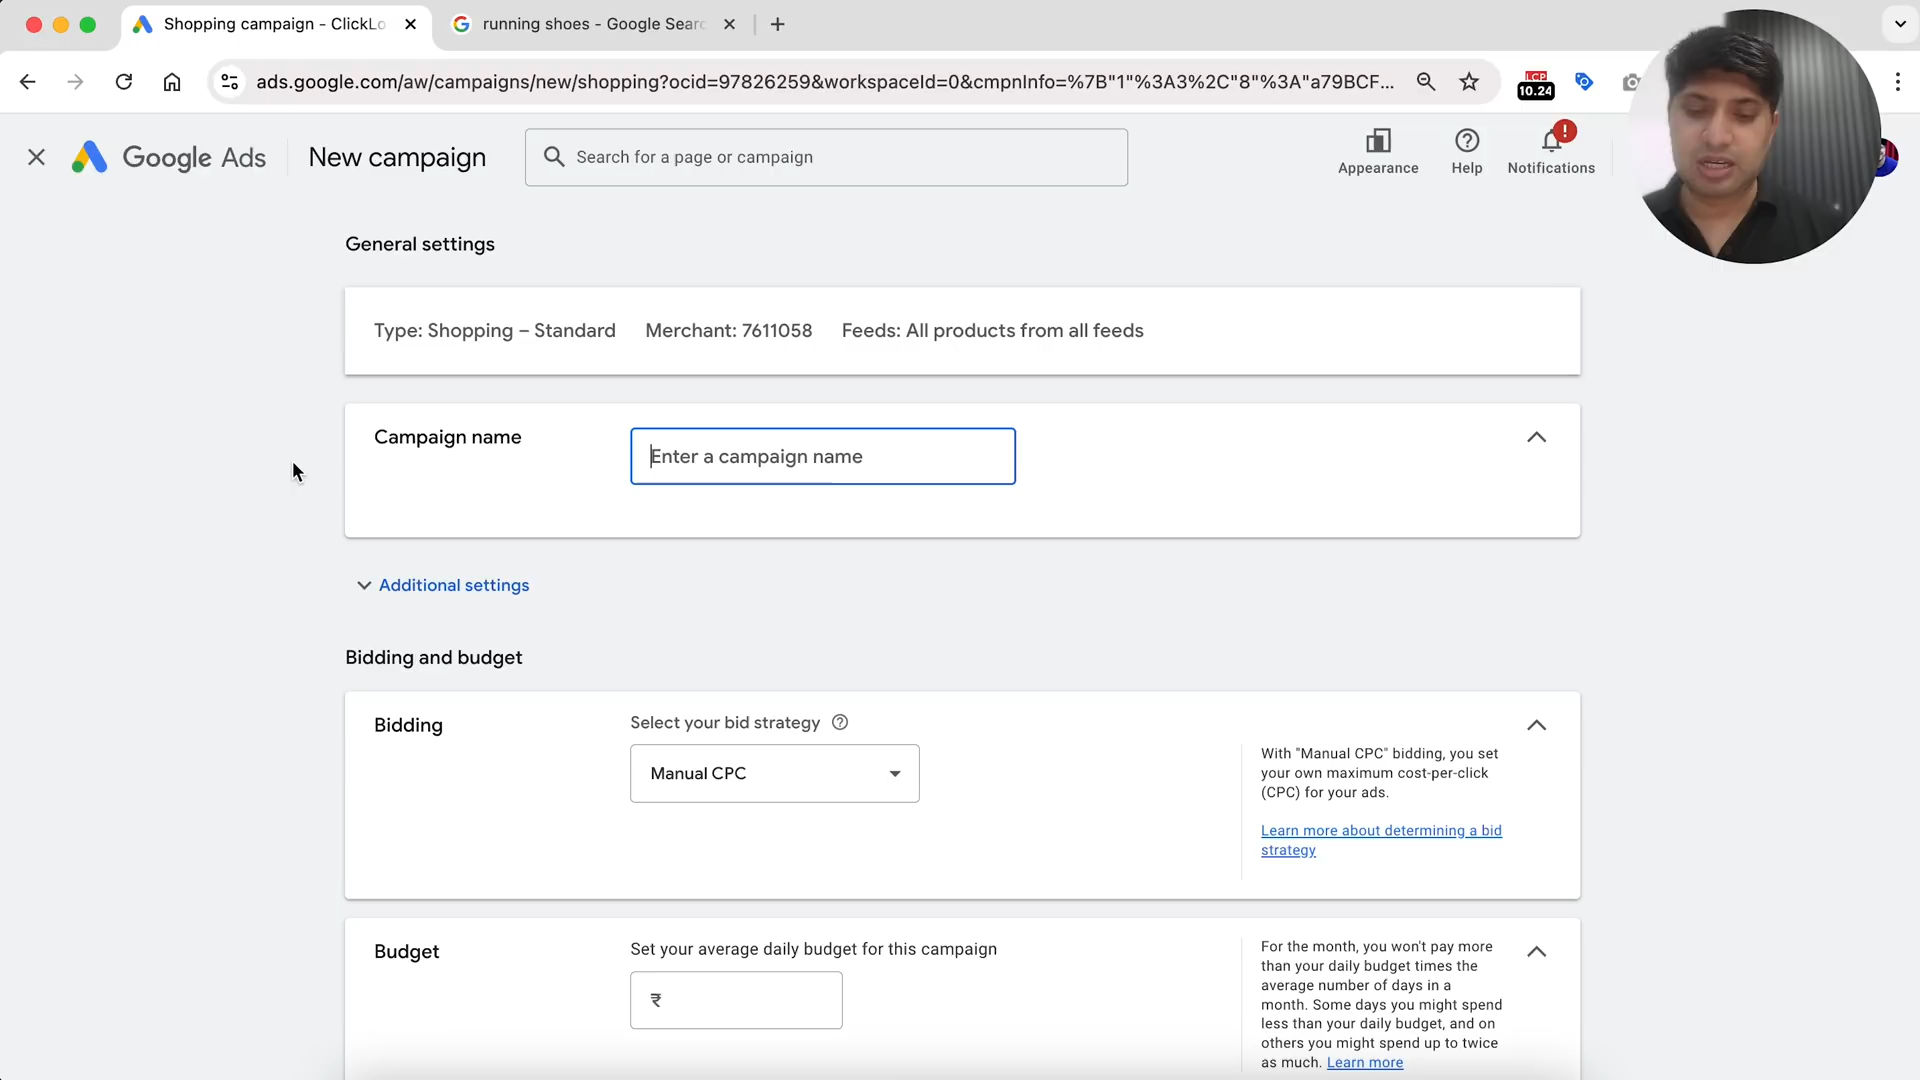 Shopping campaign - ClickLo
running shoes - Google Searc
ads.google.com/aw/campaigns/new/shopping?ocid=97826259&workspaceId=0&cmpnInfo=%7B"1"%3A3%2C"8"%3A"a79BCF...
LCP
10.24
Google Ads
New campaign
Search for a page or campaign
Appearance
Help
!
Notifications
General settings
Type: Shopping – Standard
Merchant: 7611058
Feeds: All products from all feeds
Campaign name
Enter a campaign name
Additional settings
Bidding and budget
Bidding
Select your bid strategy
Manual CPC
With "Manual CPC" bidding, you set
your own maximum cost-per-click
(CPC) for your ads.
Learn more about determining a bid
strategy
Budget
Set your average daily budget for this campaign
₹
For the month, you won't pay more
than your daily budget times the
average number of days in a
month. Some days you might spend
less than your daily budget, and on
others you might spend up to twice
as much. Learn more